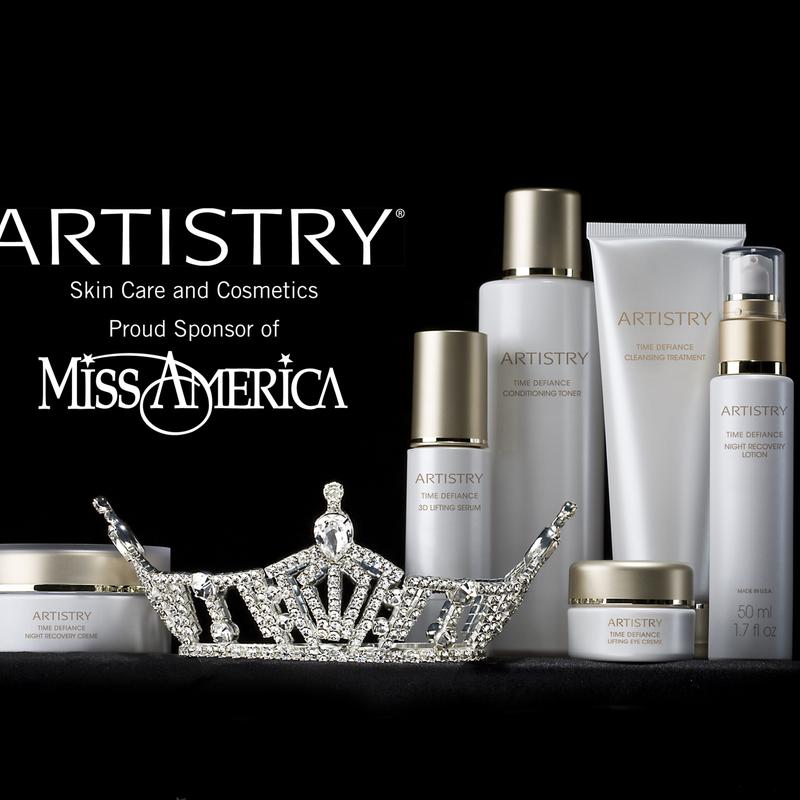 ARTISTRY®
Skin Care and Cosmetics
Proud Sponsor of
MISS AMERICA
ARTISTRY
TIME DEFIANCE
NIGHT RECOVERY CREME
ARTISTRY
TIME DEFIANCE
3D LIFTING SERUM
ARTISTRY
TIME DEFIANCE
CONDITIONING TONER
ARTISTRY
TIME DEFIANCE
CLEANSING TREATMENT
ARTISTRY
TIME DEFIANCE
LIFTING EYE CREME
ARTISTRY
TIME DEFIANCE
NIGHT RECOVERY
LOTION
MADE IN U.S.A.
50 ml
1.7 fl oz